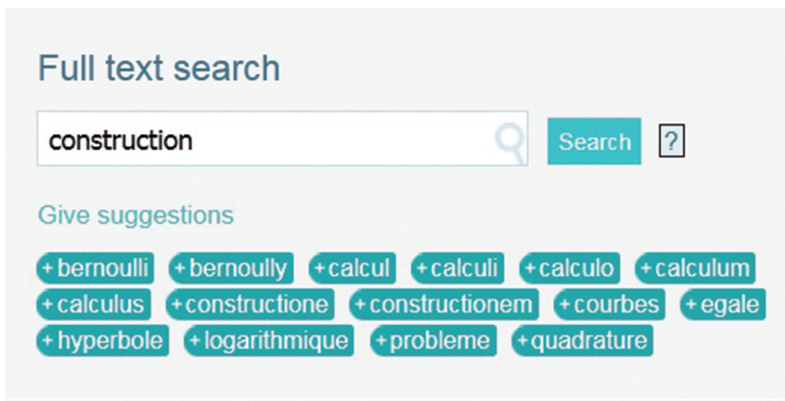 Full text search
construction Search ?
Give suggestions
+ bernoulli + bernoully + calcul + calculi + calculo + calculum
+ calculus + constructione + constructionem + courbes + egale
+ hyperbole + logarithmique + probleme + quadrature